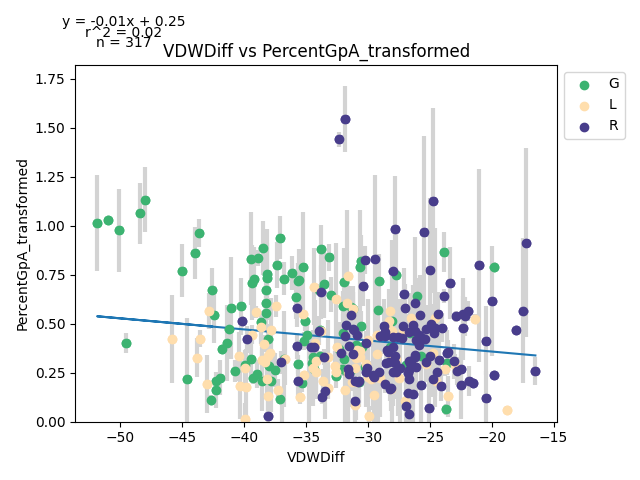 y = -0.01x + 0.25
r^2 = 0.02
n = 317
VDWDiff vs PercentGpA_transformed
PercentGpA_transformed
1.75
1.50
1.25
1.00
0.75
0.50
0.25
0.00
−50
−45
−40
−35
−30
−25
−20
−15
VDWDiff
G
L
R